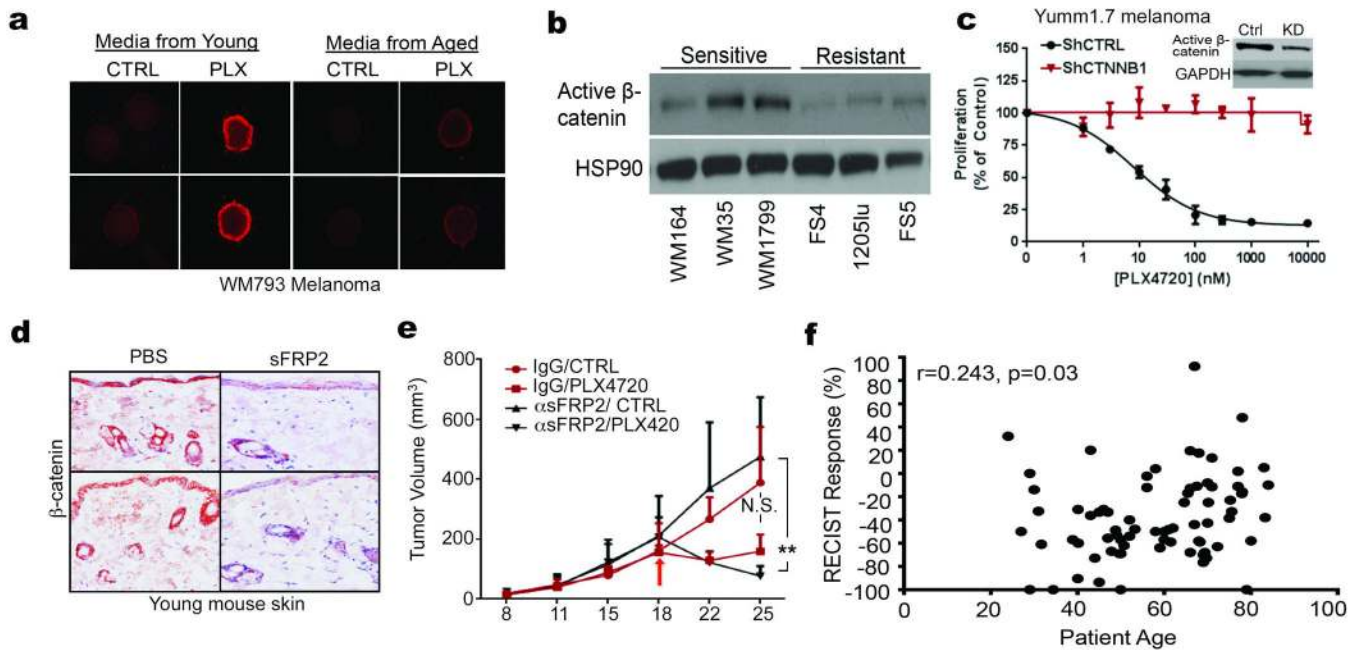 a
Media from Young
Media from Aged
CTRL
PLX
CTRL
PLX
WM793 Melanoma
b
Sensitive
Resistant
Active β-
catenin
HSP90
WM164
WM35
WM1799
FS4
1205lu
FS5
c
Yumm1.7 melanoma
ShCTRL
ShCTNNB1
Ctrl
KD
Active β-
catenin
GAPDH
Proliferation
(% of Control)
150
125
100
75
50
25
0
0
1
10
100
1000
10000
[PLX4720] (nM)
d
PBS
sFRP2
β-catenin
Young mouse skin
e
Tumor Volume (mm³)
800
600
400
200
0
IgG/CTRL
IgG/PLX4720
αsFRP2/ CTRL
αsFRP2/PLX420
N.S.
**
8
11
15
18
22
25
f
r=0.243, p=0.03
RECIST Response (%)
100
80
60
40
20
0
-20
-40
-60
-80
-100
0
20
40
60
80
100
Patient Age